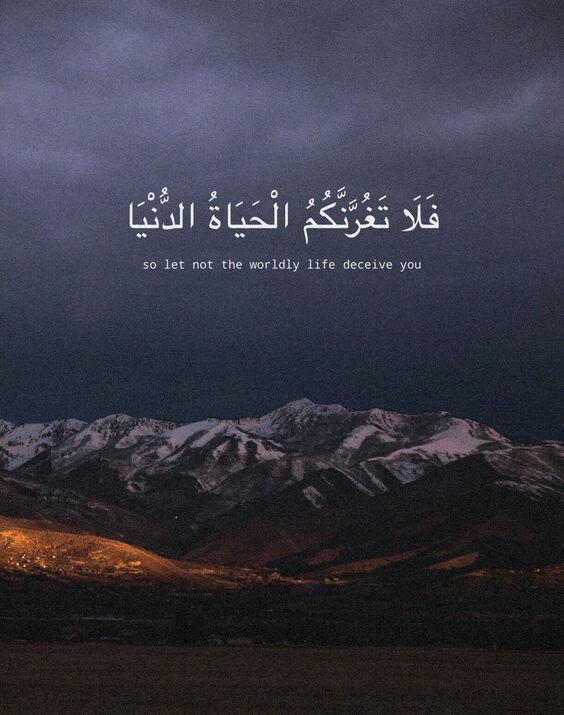 فَلَا تَغُرَّنَّكُمُ الْحَيَاةُ الدُّنْيَا
so let not the worldly life deceive you